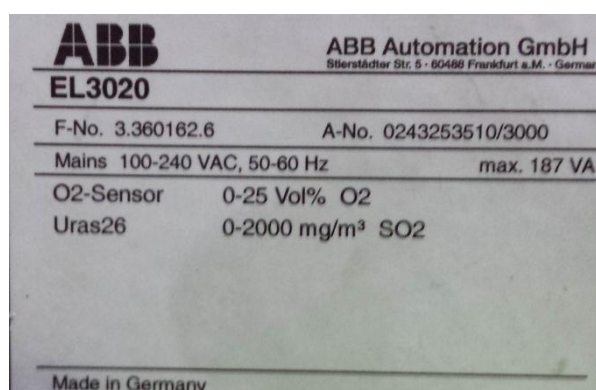 ABB
ABB Automation GmbH
Stierstädter Str. 5 · 60488 Frankfurt a.M. · German
EL3020
F-No. 3.360162.6 A-No. 0243253510/3000
Mains 100-240 VAC, 50-60 Hz max. 187 VA
O2-Sensor 0-25 Vol% O2
Uras26 0-2000 mg/m³ SO2
Made in Germany